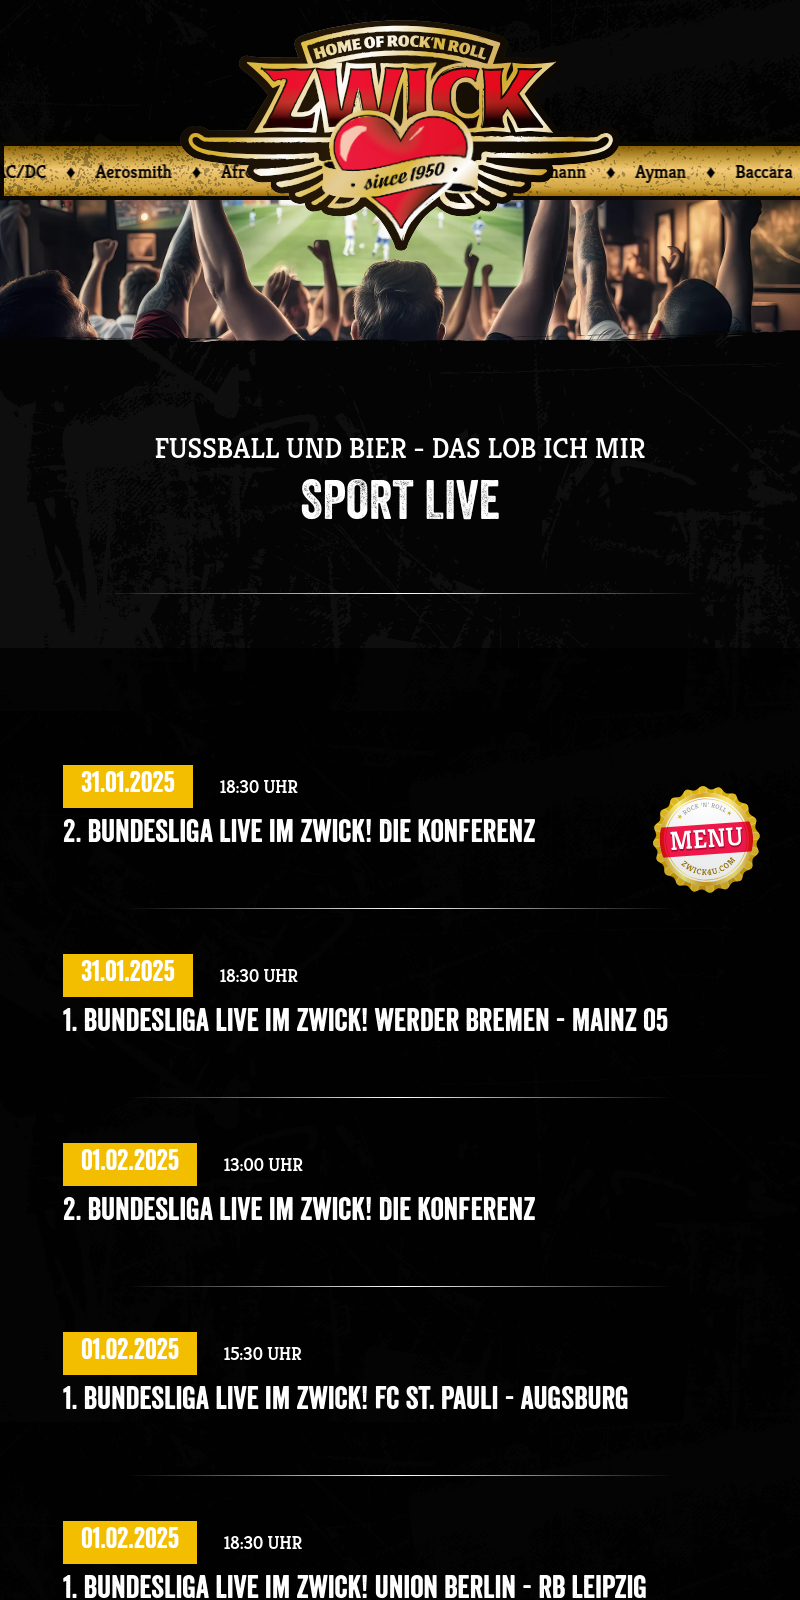 HOME OF ROCK'N ROLL
ZWICK
since 1950
C/DC ♦ Aerosmith ♦ Ayman ♦ Baccara
FUSSBALL UND BIER - DAS LOB ICH MIR
SPORT LIVE
31.01.2025 18:30 UHR
2. BUNDESLIGA LIVE IM ZWICK! DIE KONFERENZ
ROCK 'N' ROLL
MENU
ZWICK4U.COM
31.01.2025 18:30 UHR
1. BUNDESLIGA LIVE IM ZWICK! WERDER BREMEN - MAINZ 05
01.02.2025 13:00 UHR
2. BUNDESLIGA LIVE IM ZWICK! DIE KONFERENZ
01.02.2025 15:30 UHR
1. BUNDESLIGA LIVE IM ZWICK! FC ST. PAULI - AUGSBURG
01.02.2025 18:30 UHR
1. BUNDESLIGA LIVE IM ZWICK! UNION BERLIN - RB LEIPZIG